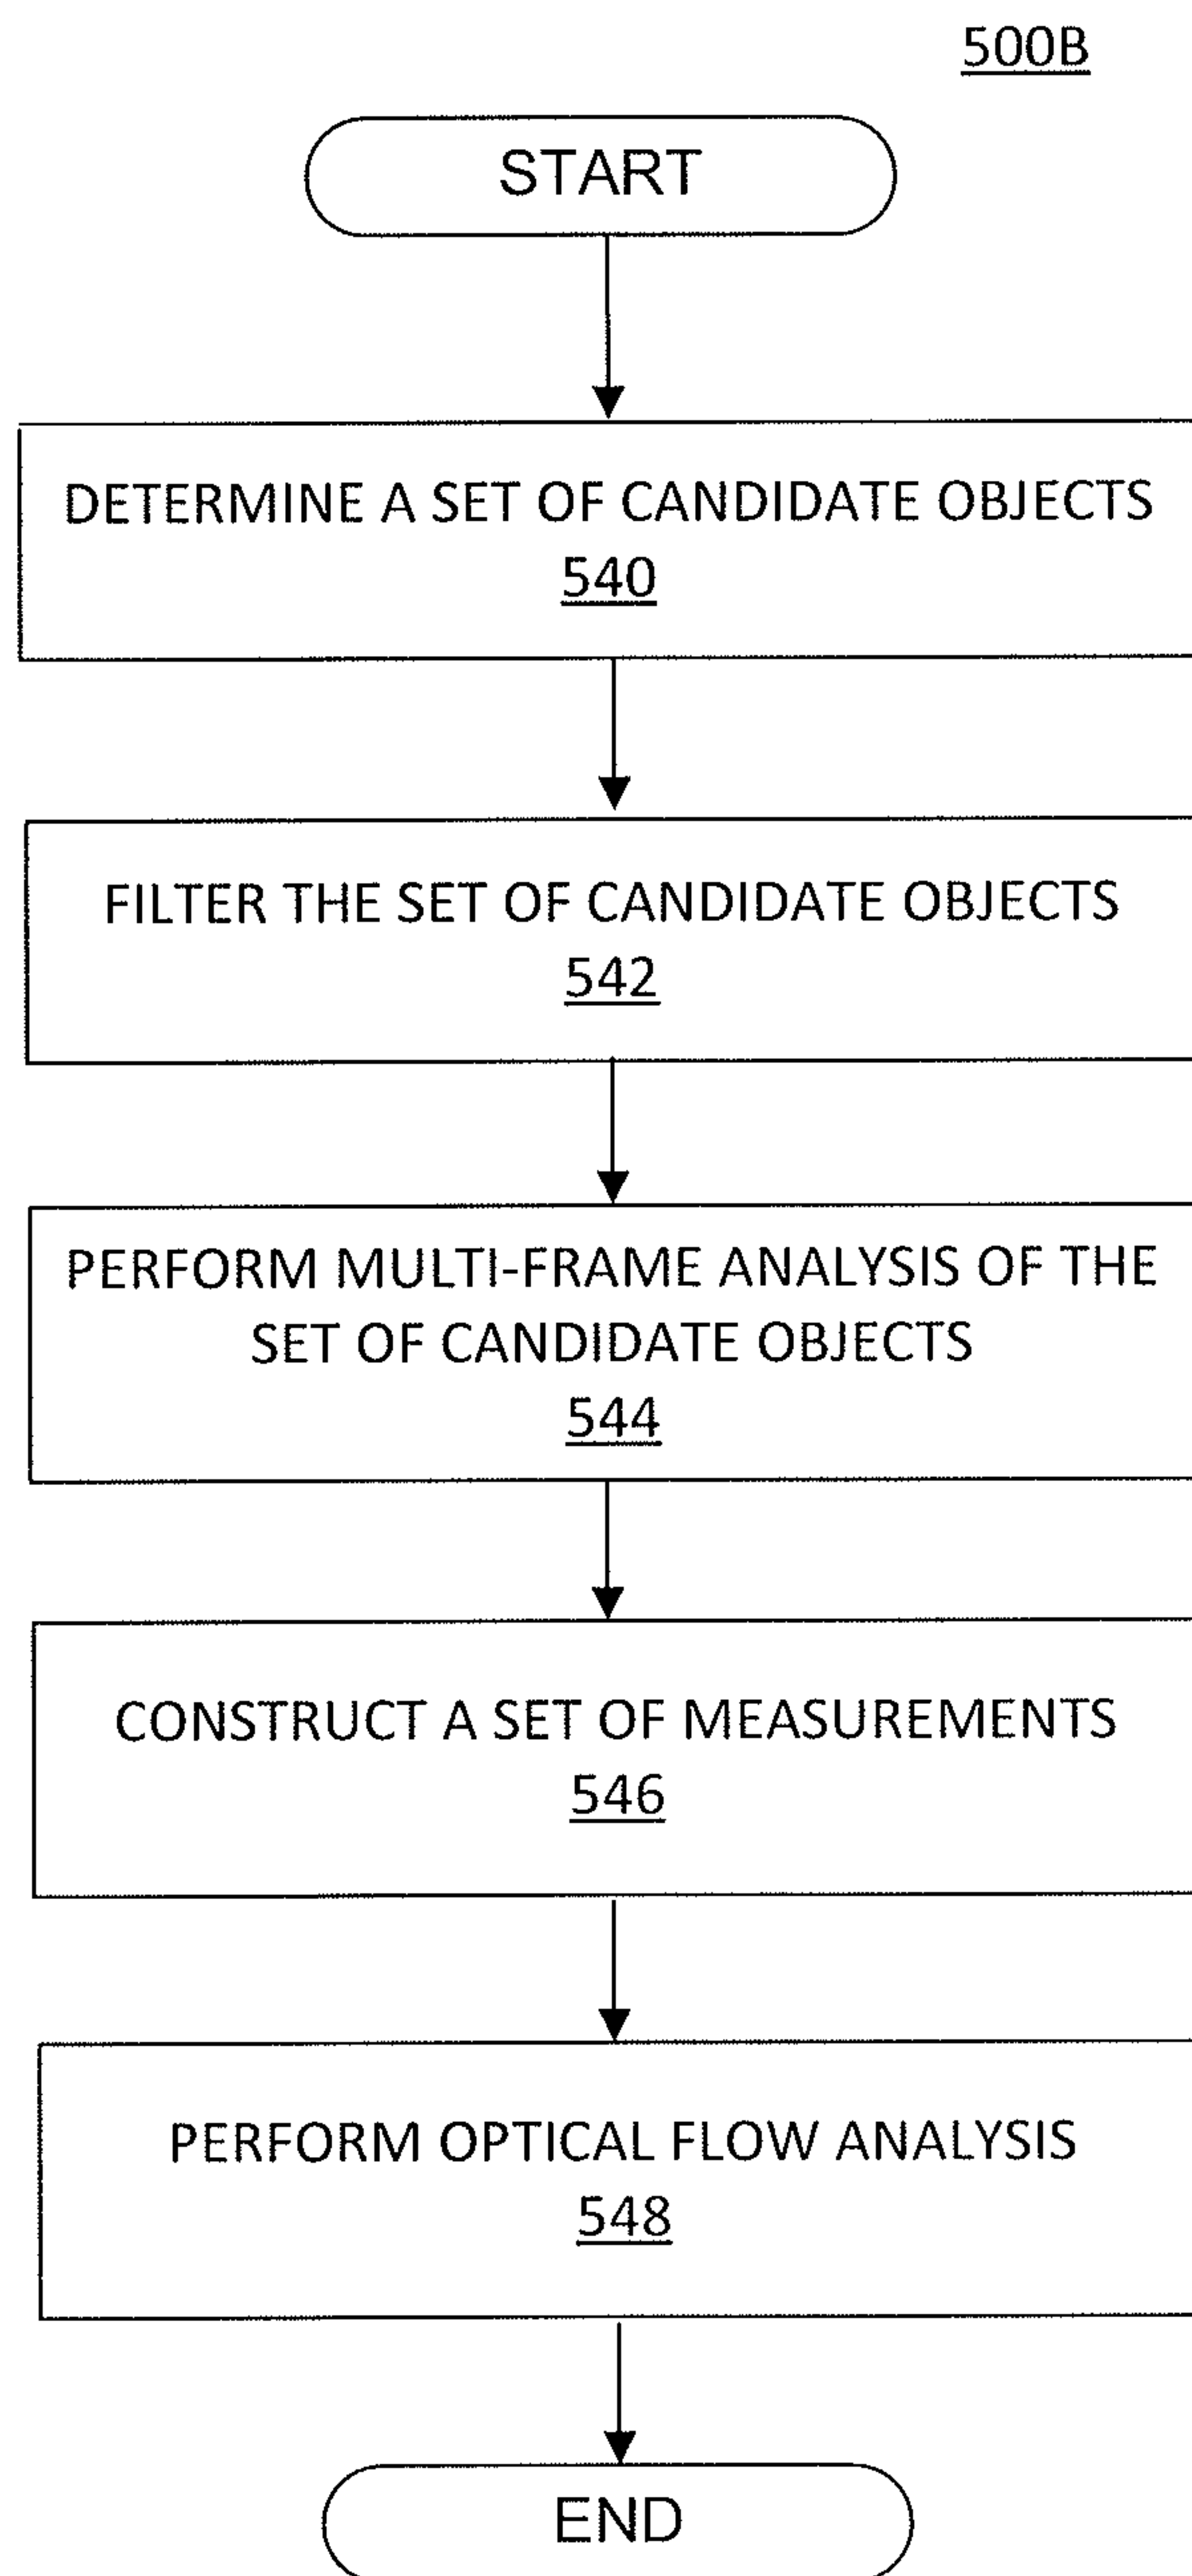 500B
START
DETERMINE A SET OF CANDIDATE OBJECTS
540
FILTER THE SET OF CANDIDATE OBJECTS
542
PERFORM MULTI-FRAME ANALYSIS OF THE
SET OF CANDIDATE OBJECTS
544
CONSTRUCT A SET OF MEASUREMENTS
546
PERFORM OPTICAL FLOW ANALYSIS
548
END